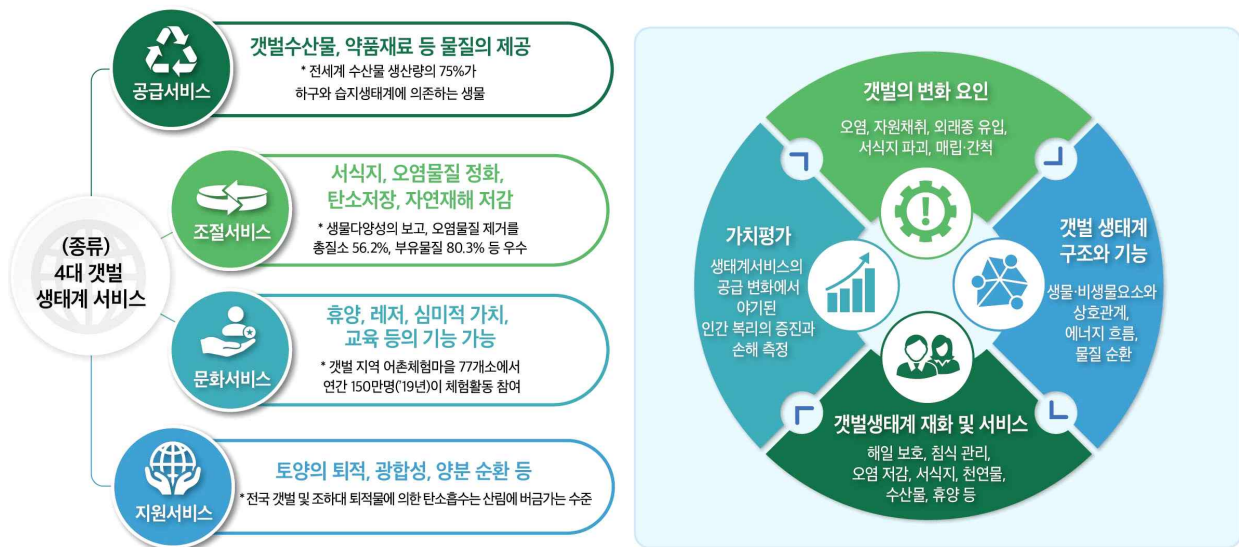 (종류)
4대 갯벌
생태계 서비스
공급서비스
갯벌수산물, 약품재료 등 물질의 제공
* 전세계 수산물 생산량의 75%가
하구와 습지생태계에 의존하는 생물
조절서비스
서식지, 오염물질 정화,
탄소저장, 자연재해 저감
* 생물다양성의 보고, 오염물질 제거를
총질소 56.2%, 부유물질 80.3% 등 우수
문화서비스
휴양, 레저, 심미적 가치,
교육 등의 기능 가능
* 갯벌 지역 어촌체험마을 77개소에서
연간 150만명('19년)이 체험활동 참여
지원서비스
토양의 퇴적, 광합성, 양분 순환 등
* 전국 갯벌 및 조하대 퇴적물에 의한 탄소흡수는 산림에 버금가는 수준
갯벌의 변화 요인
오염, 자원채취, 외래종 유입,
서식지 파괴, 매립·간척
갯벌 생태계
구조와 기능
생물·비생물요소와
상호관계,
에너지 흐름,
물질 순환
갯벌생태계 재화 및 서비스
해일 보호, 침식 관리,
오염 저감, 서식지, 천연물,
수산물, 휴양 등
가치평가
생태계서비스의
공급 변화에서
야기된
인간 복리의 증진과
손해 측정